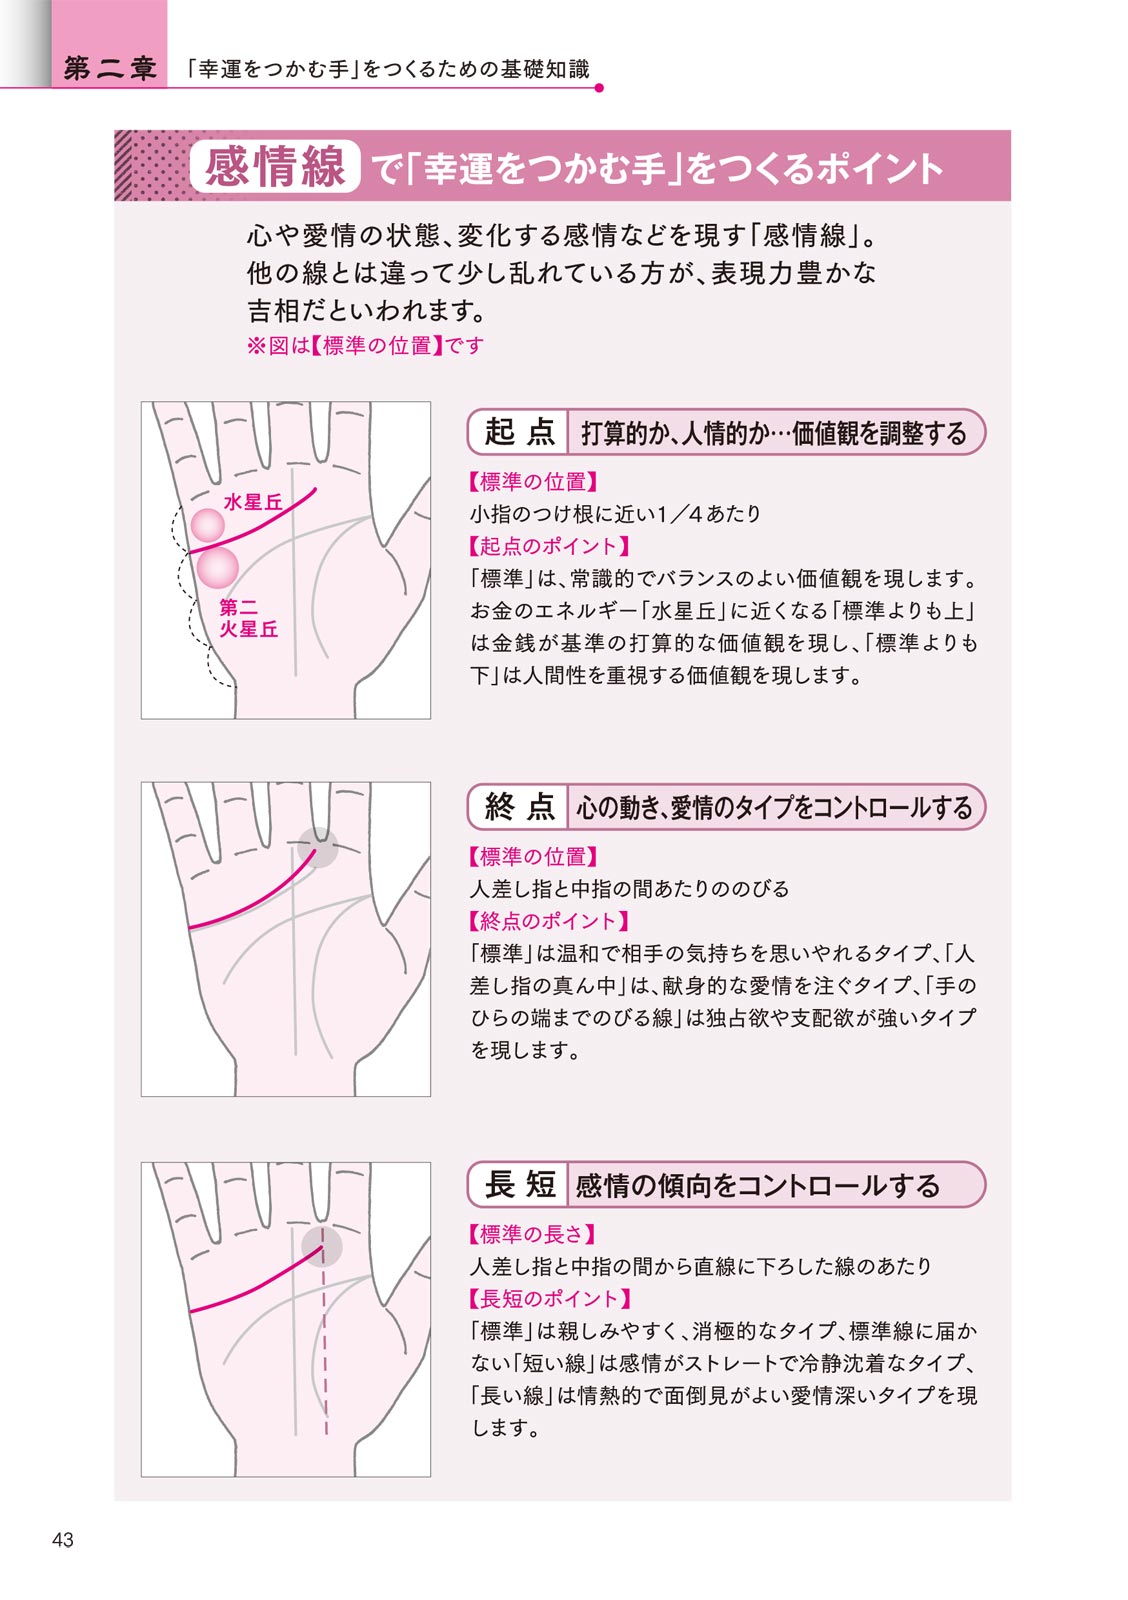 第二章 「幸運をつかむ手」をつくるための基礎知識
感情線で「幸運をつかむ手」をつくるポイント
心や愛情の状態、変化する感情などを現す「感情線」。
他の線とは違って少し乱れている方が、表現力豊かな
吉相だといわれます。
※図は【標準の位置】です
水星丘
第二
火星丘
起点 打算的か、人情的か…価値観を調整する
【標準の位置】
小指のつけ根に近い1／4あたり
【起点のポイント】
「標準」は、常識的でバランスのよい価値観を現します。
お金のエネルギー「水星丘」に近くなる「標準よりも上」
は金銭が基準の打算的な価値観を現し、「標準よりも
下」は人間性を重視する価値観を現します。
終点 心の動き、愛情のタイプをコントロールする
【標準の位置】
人差し指と中指の間あたりののびる
【終点のポイント】
「標準」は温和で相手の気持ちを思いやれるタイプ、「人
差し指の真ん中」は、献身的な愛情を注ぐタイプ、「手の
ひらの端までのびる線」は独占欲や支配欲が強いタイプ
を現します。
長短 感情の傾向をコントロールする
【標準の長さ】
人差し指と中指の間から直線に下ろした線のあたり
【長短のポイント】
「標準」は親しみやすく、消極的なタイプ、標準線に届か
ない「短い線」は感情がストレートで冷静沈着なタイプ、
「長い線」は情熱的で面倒見がよい愛情深いタイプを現
します。
43